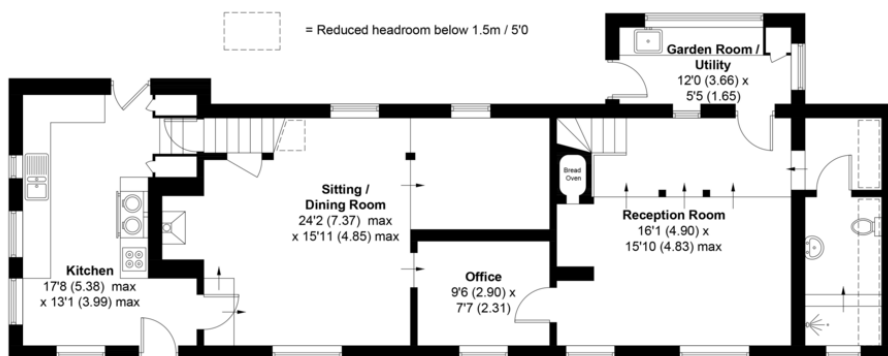 = Reduced headroom below 1.5m / 5'0
Garden Room /
Utility
12'0 (3.66) x
5'5 (1.65)
Sitting /
Dining Room
24'2 (7.37) max
x 15'11 (4.85) max
Bread
Oven
Reception Room
16'1 (4.90) x
15'10 (4.83) max
Kitchen
17'8 (5.38) max
x 13'1 (3.99) max
Office
9'6 (2.90) x
7'7 (2.31)